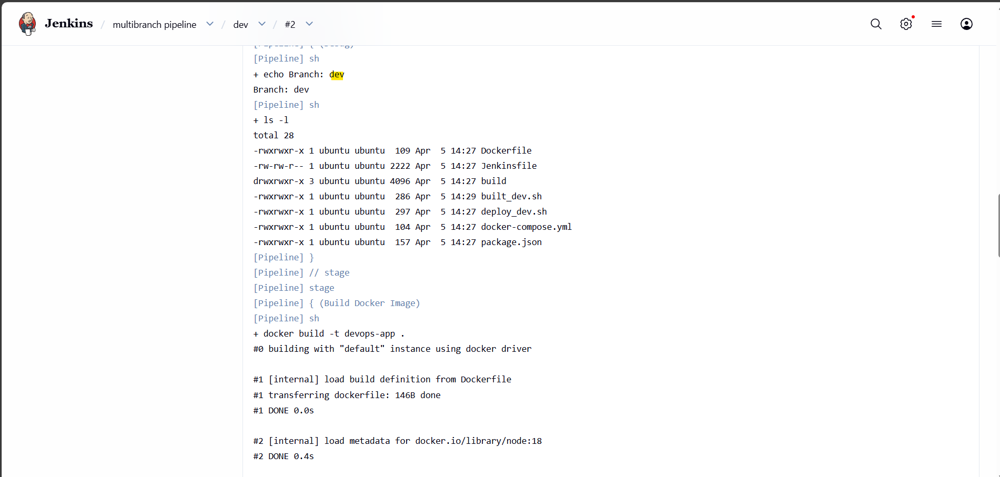 Jenkins / multibranch pipeline / dev / #2
[Pipeline] { (Debug)
[Pipeline] sh
+ echo Branch: dev
Branch: dev
[Pipeline] sh
+ ls -l
total 28
-rwxrwxr-x 1 ubuntu ubuntu  109 Apr  5 14:27 Dockerfile
-rw-rw-r-- 1 ubuntu ubuntu 2222 Apr  5 14:27 Jenkinsfile
drwxrwxr-x 3 ubuntu ubuntu 4096 Apr  5 14:27 build
-rwxrwxr-x 1 ubuntu ubuntu  286 Apr  5 14:29 built_dev.sh
-rwxrwxr-x 1 ubuntu ubuntu  297 Apr  5 14:27 deploy_dev.sh
-rwxrwxr-x 1 ubuntu ubuntu  104 Apr  5 14:27 docker-compose.yml
-rwxrwxr-x 1 ubuntu ubuntu  157 Apr  5 14:27 package.json
[Pipeline] }
[Pipeline] // stage
[Pipeline] stage
[Pipeline] { (Build Docker Image)
[Pipeline] sh
+ docker build -t devops-app .
#0 building with "default" instance using docker driver
#1 [internal] load build definition from Dockerfile
#1 transferring dockerfile: 146B done
#1 DONE 0.0s
#2 [internal] load metadata for docker.io/library/node:18
#2 DONE 0.4s